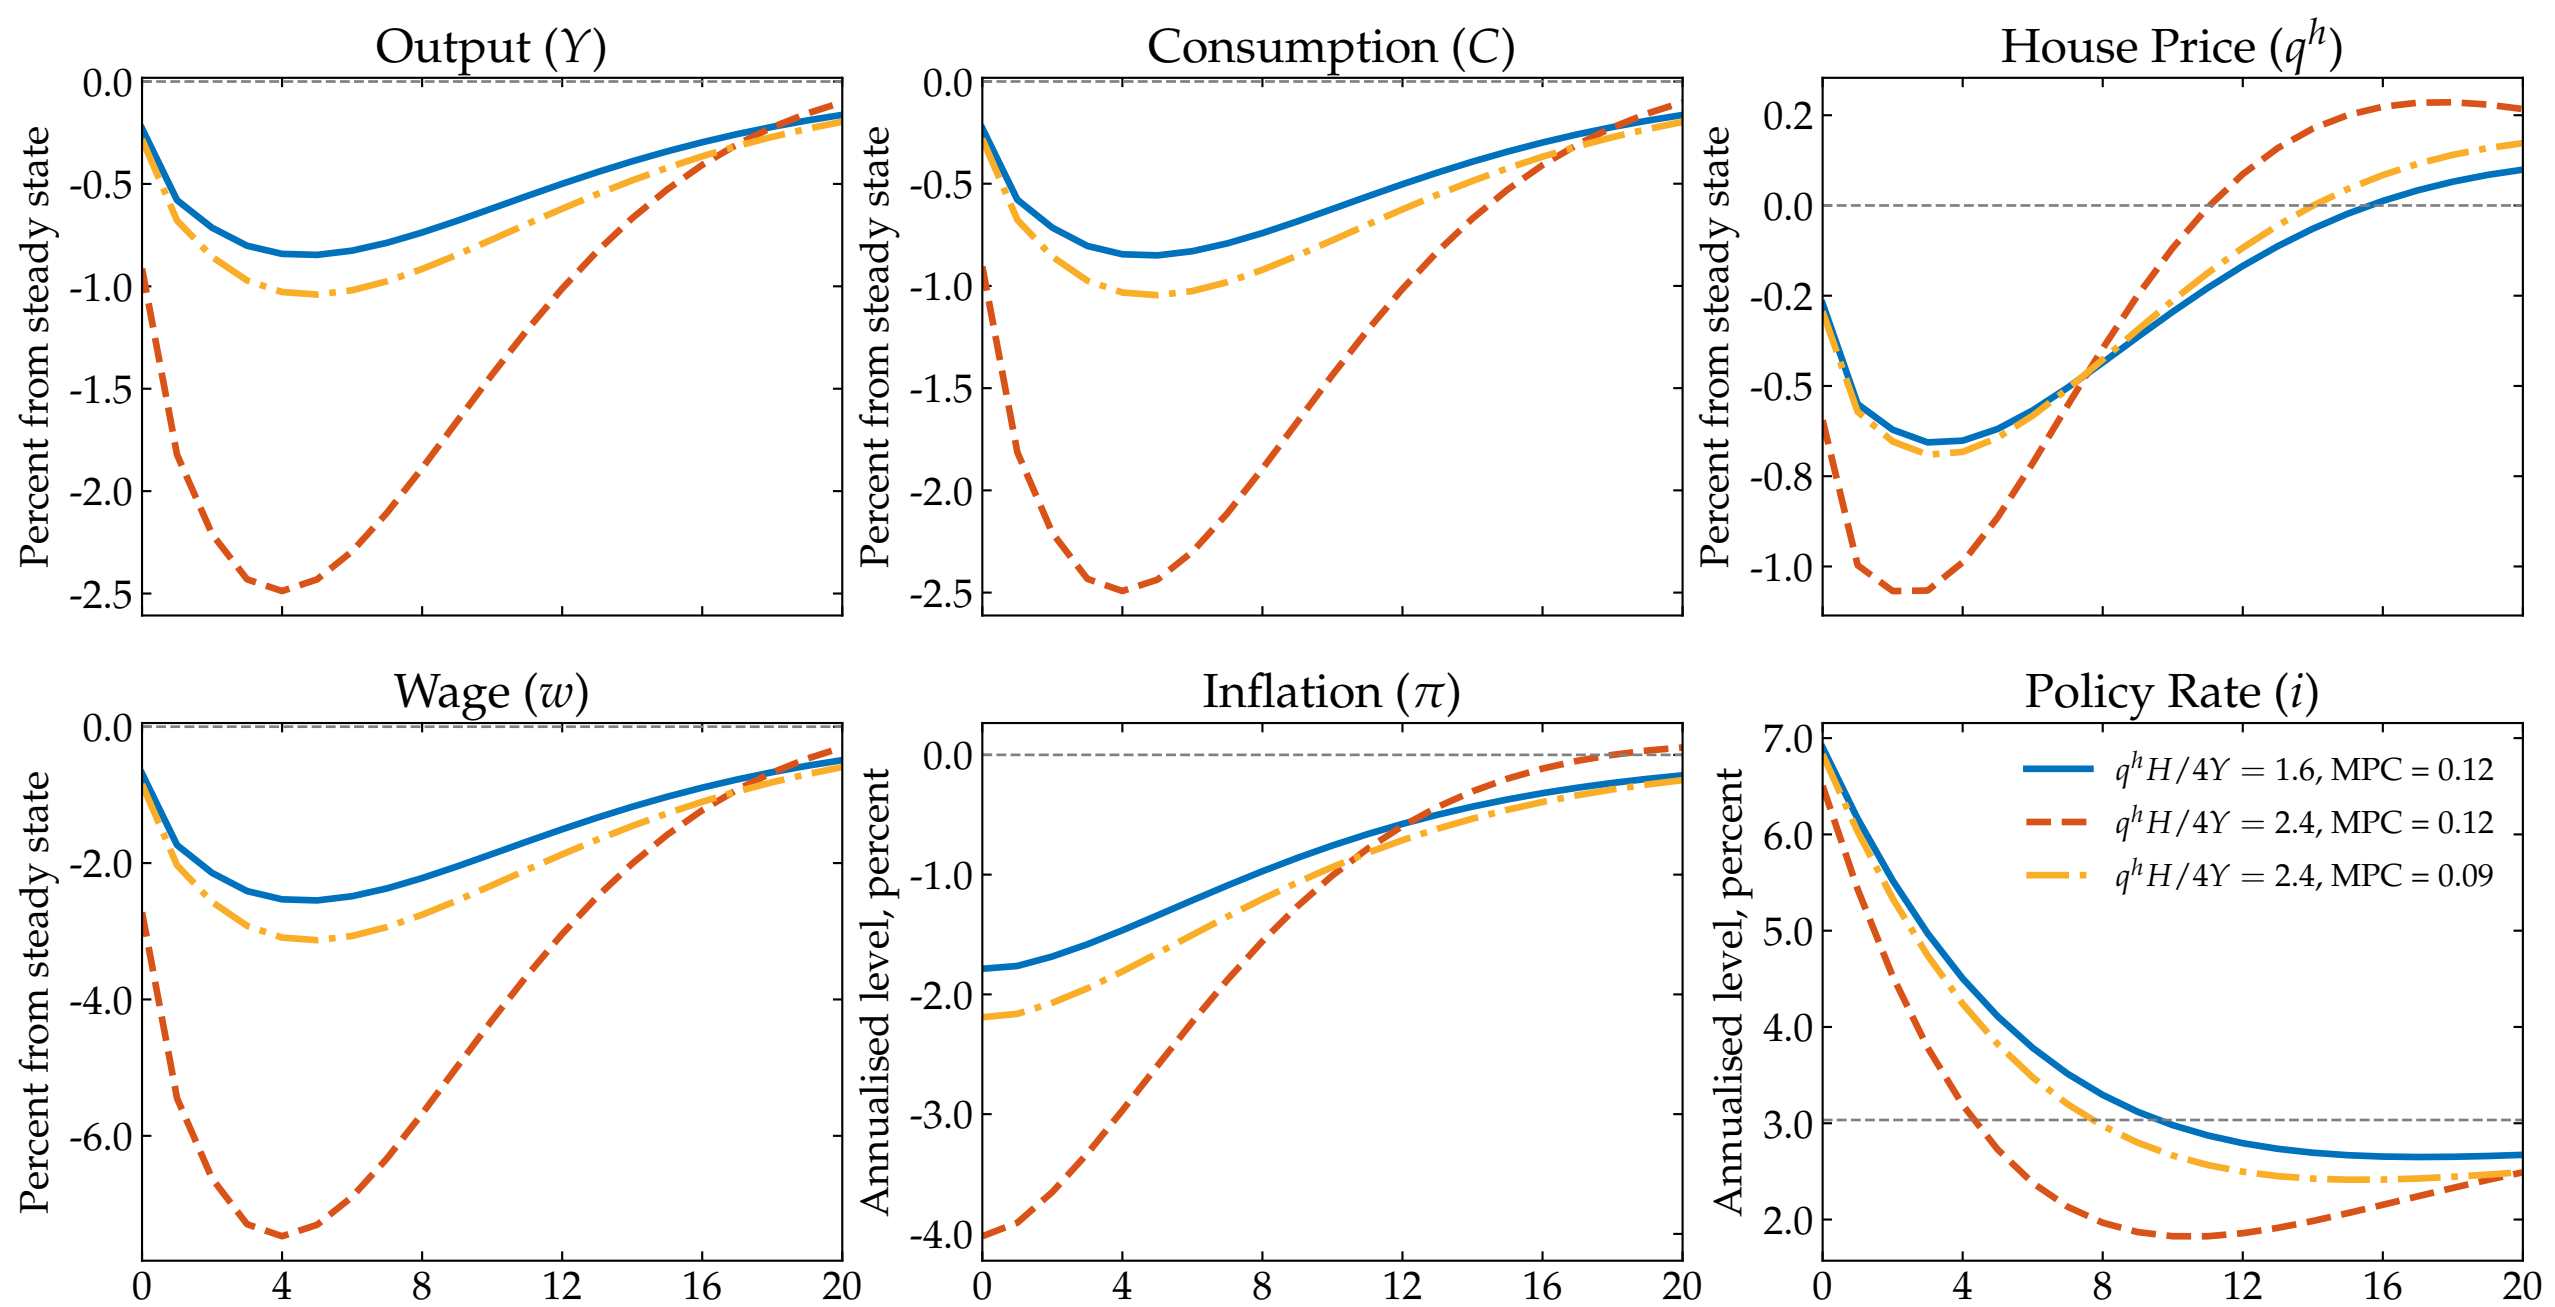 Output (Y)
Percent from steady state
0.0
-0.5
-1.0
-1.5
-2.0
-2.5
Consumption (C)
Percent from steady state
0.0
-0.5
-1.0
-1.5
-2.0
-2.5
House Price (qʰ)
Percent from steady state
0.2
0.0
-0.2
-0.5
-0.8
-1.0
Wage (w)
Percent from steady state
0.0
-2.0
-4.0
-6.0
0 4 8 12 16 20
Inflation (π)
Annualised level, percent
0.0
-1.0
-2.0
-3.0
-4.0
0 4 8 12 16 20
Policy Rate (i)
Annualised level, percent
7.0
6.0
5.0
4.0
3.0
2.0
qʰH/4Y = 1.6, MPC = 0.12
qʰH/4Y = 2.4, MPC = 0.12
qʰH/4Y = 2.4, MPC = 0.09
0 4 8 12 16 20